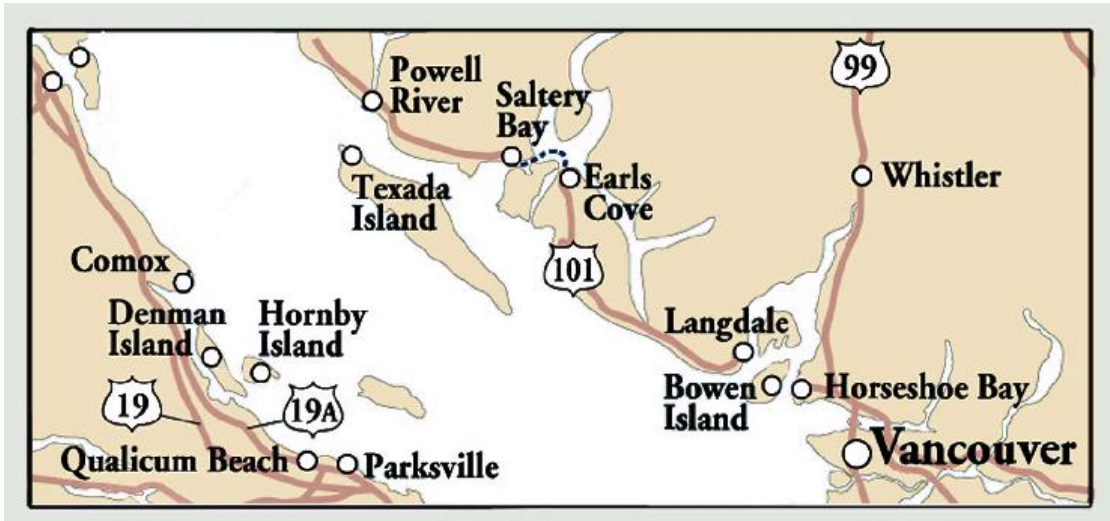 Powell
River
Saltery
Bay
99
Texada
Island
Earls
Cove
Whistler
Comox
101
Denman
Island
Hornby
Island
Langdale
Bowen
Island
Horseshoe Bay
19
19A
Vancouver
Qualicum Beach
Parksville